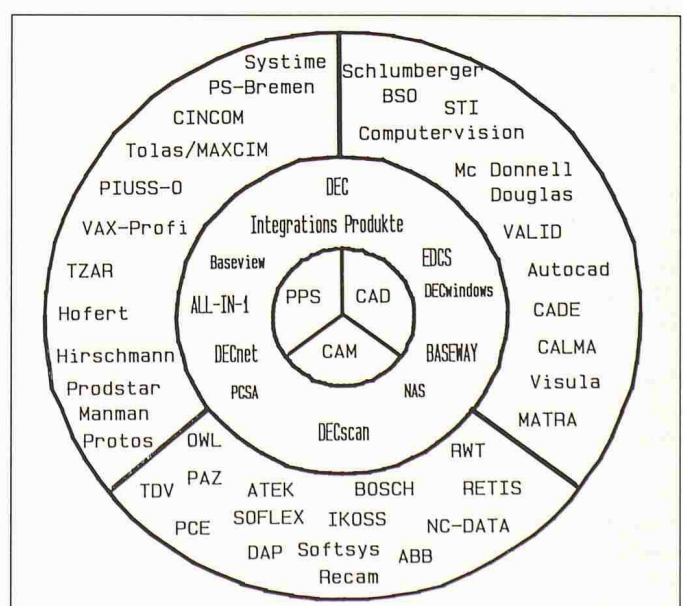 Systime
PS-Bremen
CINCOM
Tolas/MAXCIM
PIUSS-O
VAX-Profi
TZAR
Hofert
Hirschmann
Prodstar
Manman
Protos
Schlumberger
BSO
STI
Computervision
Mc Donnell
Douglas
VALID
Autocad
CADE
CALMA
Visula
MATRA
DEC
Integrations Produkte
Baseview
EDCS
ALL-IN-1
DECwindows
DECnet
BASEWAY
PCSA
NAS
DECscan
PPS
CAD
CAM
OWL
RWT
TDV
PAZ
ATEK
BOSCH
RETIS
PCE
SOFLEX
IKOSS
NC-DATA
DAP
Softsys
ABB
Recam